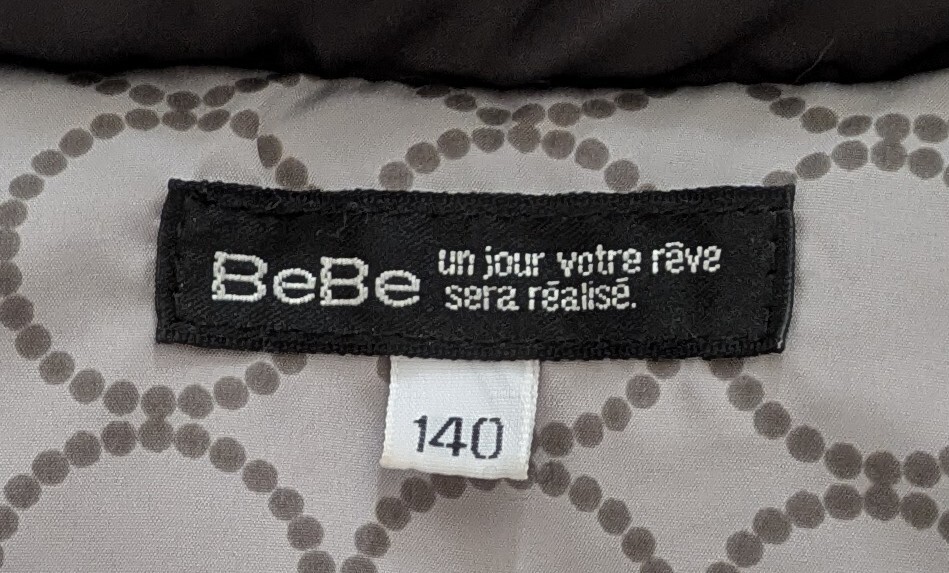 BeBe
un jour votre rêve
sera réalisé.
140